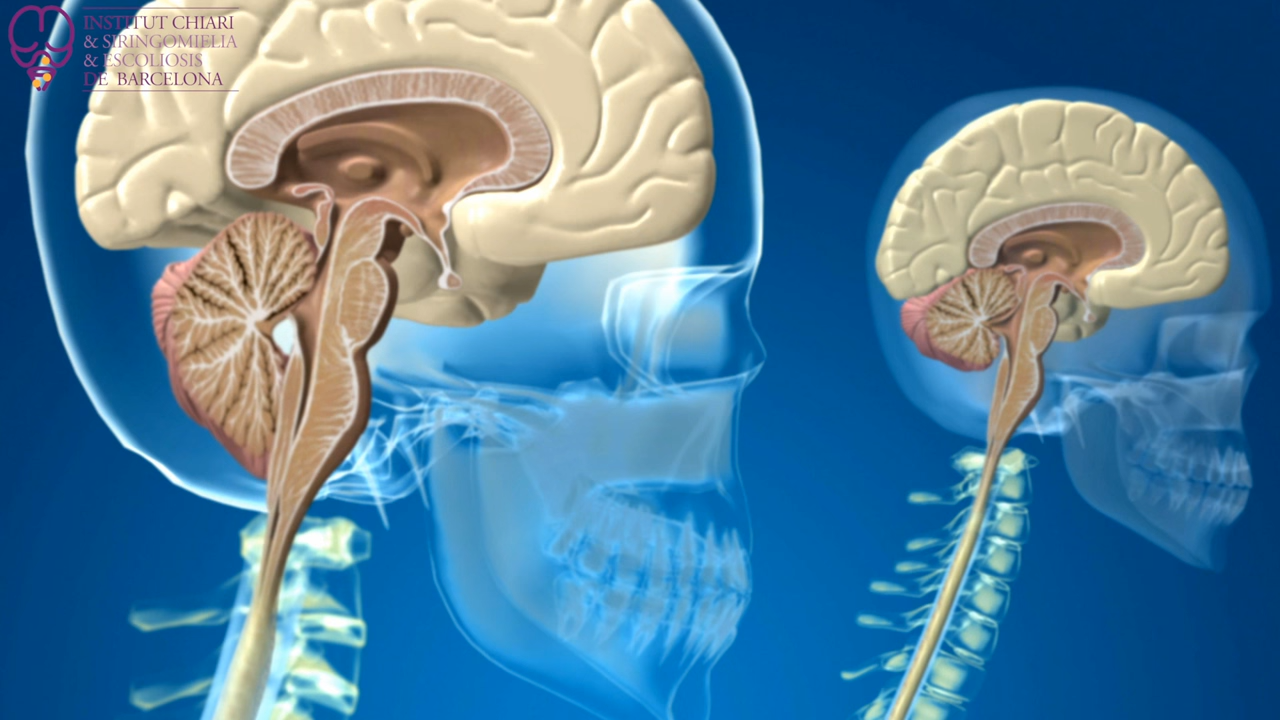 INSTITUT CHIARI
& SIRINGOMIELIA
& ESCOLIOSIS
DE BARCELONA